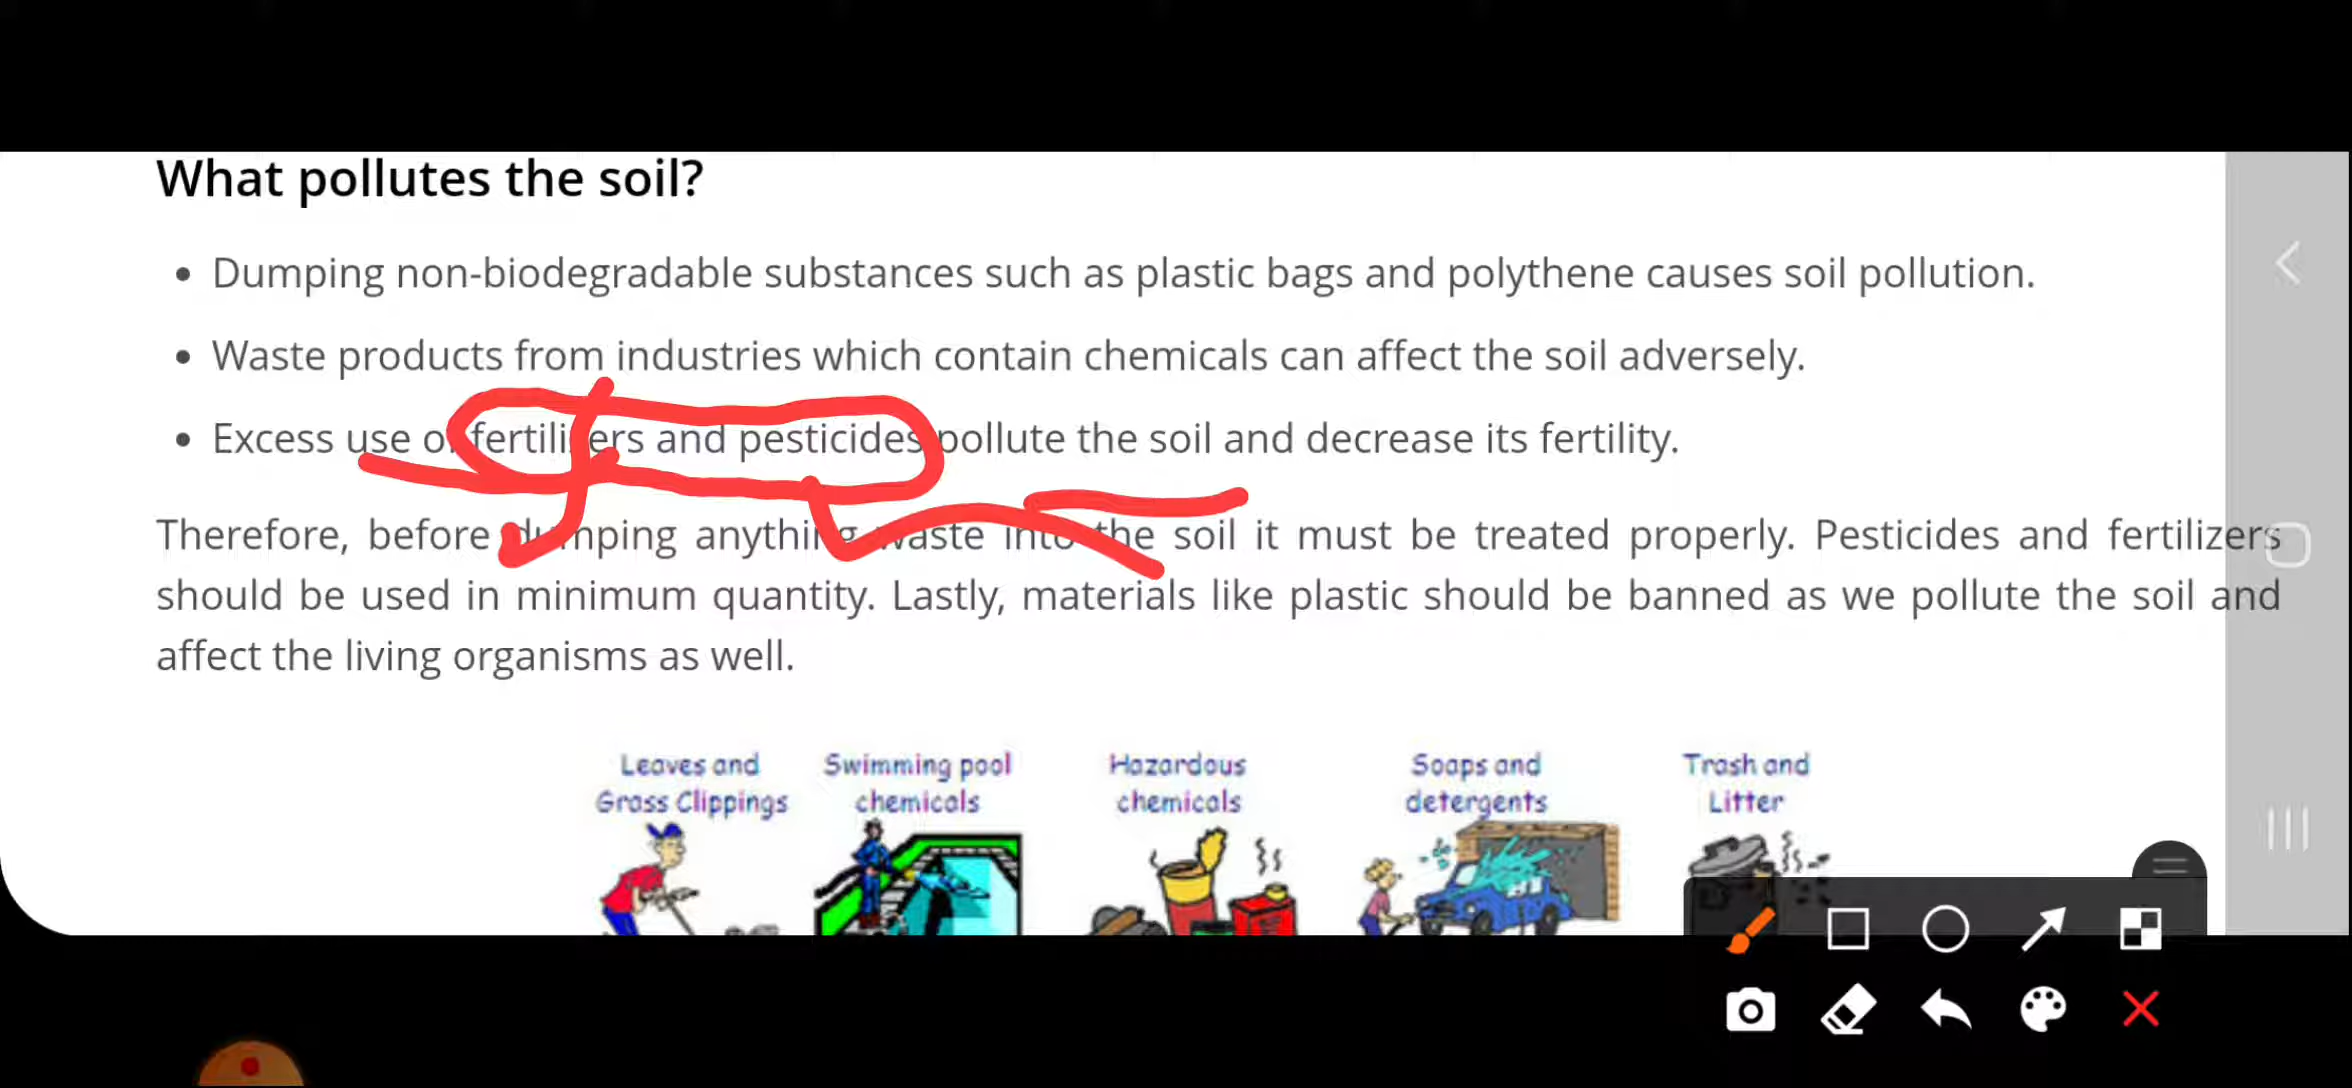 What pollutes the soil?
• Dumping non-biodegradable substances such as plastic bags and polythene causes soil pollution.
• Waste products from industries which contain chemicals can affect the soil adversely.
• Excess use of fertilizers and pesticides pollute the soil and decrease its fertility.
Therefore, before dumping anything waste into the soil it must be treated properly. Pesticides and fertilizers
should be used in minimum quantity. Lastly, materials like plastic should be banned as we pollute the soil and
affect the living organisms as well.
Leaves and Grass Clippings
Swimming pool chemicals
Hazardous chemicals
Soaps and detergents
Trash and Litter